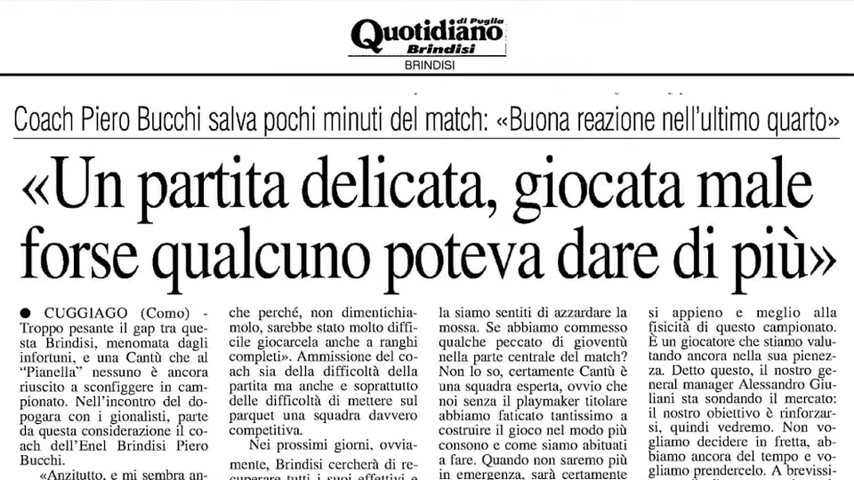 Quotidiano
di Puglia
Brindisi
BRINDISI
Coach Piero Bucchi salva pochi minuti del match: «Buona reazione nell'ultimo quarto»
«Un partita delicata, giocata male
forse qualcuno poteva dare di più»
● CUGGIAGO (Como) -
Troppo pesante il gap tra que-
sta Brindisi, menomata dagli
infortuni, e una Cantù che al
"Pianella" nessuno è ancora
riuscito a sconfiggere in cam-
pionato. Nell'incontro del do-
pogara con i gionalisti, parte
da questa considerazione il co-
ach dell'Enel Brindisi Piero
Bucchi.
«Anzitutto, e mi sembra an-
che perché, non dimentichia-
molo, sarebbe stato molto diffi-
cile giocarcela anche a ranghi
completi». Ammissione del co-
ach sia della difficoltà della
partita ma anche e soprattutto
delle difficoltà di mettere sul
parquet una squadra davvero
competitiva.
Nei prossimi giorni, ovvia-
mente, Brindisi cercherà di re-
cuperare tutti i suoi effettivi e
la siamo sentiti di azzardare la
mossa. Se abbiamo commesso
qualche peccato di gioventù
nella parte centrale del match?
Non lo so, certamente Cantù è
una squadra esperta, ovvio che
noi senza il playmaker titolare
abbiamo faticato tantissimo a
costruire il gioco nel modo più
consono e come siamo abituati
a fare. Quando non saremo più
in emergenza, sarà certamente
si appieno e meglio alla
fisicità di questo campionato.
È un giocatore che stiamo valu-
tando ancora nella sua pienez-
za. Detto questo, il nostro ge-
neral manager Alessandro Giu-
liani sta sondando il mercato:
il nostro obiettivo è rinforzar-
si, quindi vedremo. Non vo-
gliamo decidere in fretta, ab-
biamo ancora del tempo e vo-
gliamo prendercelo. A brevissi-